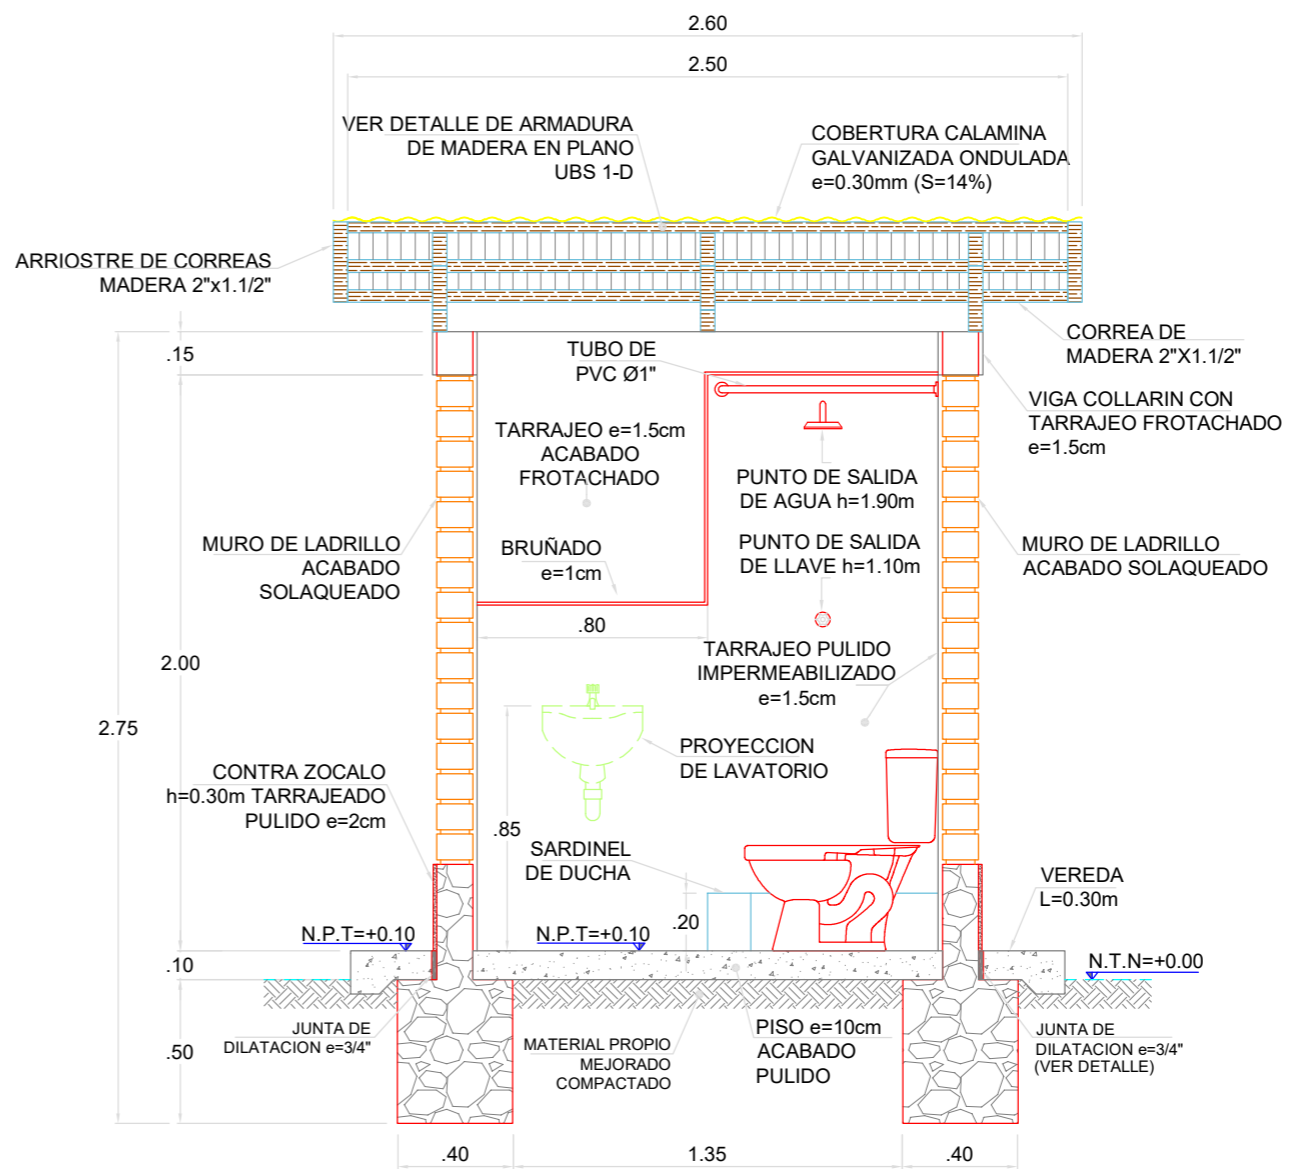 2.60
2.50
VER DETALLE DE ARMADURA
DE MADERA EN PLANO
UBS 1-D
COBERTURA CALAMINA
GALVANIZADA ONDULADA
e=0.30mm (S=14%)
ARRIOSTRE DE CORREAS
MADERA 2"x1.1/2"
CORREA DE
MADERA 2"X1.1/2"
.15
TUBO DE
PVC Ø1"
VIGA COLLARIN CON
TARRAJEO FROTACHADO
e=1.5cm
TARRAJEO e=1.5cm
ACABADO
FROTACHADO
PUNTO DE SALIDA
DE AGUA h=1.90m
MURO DE LADRILLO
ACABADO
SOLAQUEADO
BRUÑADO
e=1cm
PUNTO DE SALIDA
DE LLAVE h=1.10m
MURO DE LADRILLO
ACABADO SOLAQUEADO
.80
2.00
TARRAJEO PULIDO
IMPERMEABILIZADO
e=1.5cm
2.75
PROYECCION
DE LAVATORIO
CONTRA ZOCALO
h=0.30m TARRAJEADO
PULIDO e=2cm
.85
SARDINEL
DE DUCHA
VEREDA
L=0.30m
.20
N.P.T=+0.10
N.P.T=+0.10
N.T.N=+0.00
.10
JUNTA DE
DILATACION e=3/4"
MATERIAL PROPIO
MEJORADO
COMPACTADO
PISO e=10cm
ACABADO
PULIDO
JUNTA DE
DILATACION e=3/4"
(VER DETALLE)
.50
.40
1.35
.40